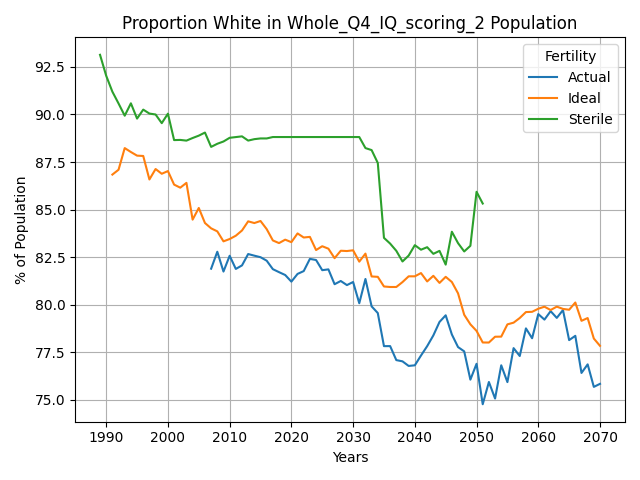 Proportion White in Whole_Q4_IQ_scoring_2 Population
Fertility
Actual
Ideal
Sterile
% of Population
92.5
90.0
87.5
85.0
82.5
80.0
77.5
75.0
1990 2000 2010 2020 2030 2040 2050 2060 2070
Years